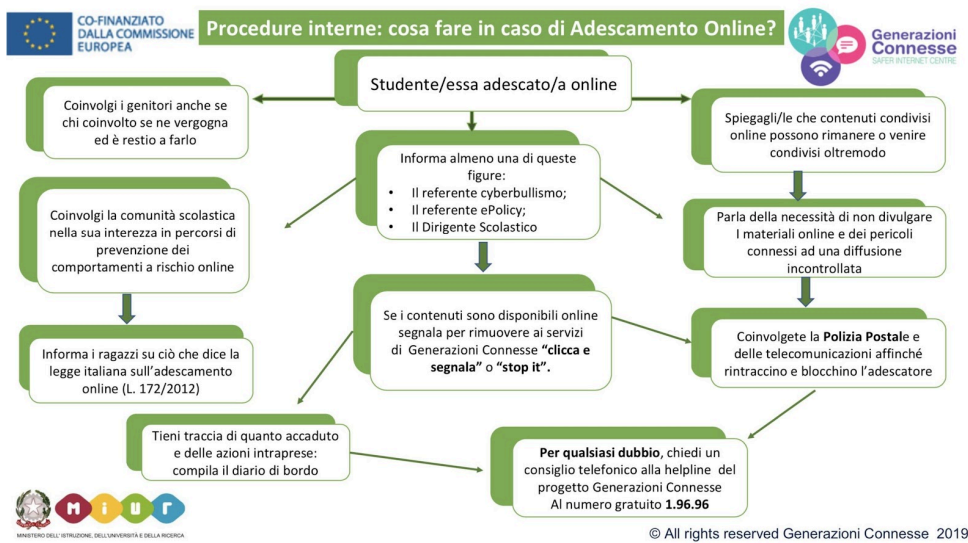 CO-FINANZIATO
DALLA COMMISSIONE
EUROPEA
Procedure interne: cosa fare in caso di Adescamento Online?
Generazioni
Connesse
SAFER INTERNET CENTRE
Studente/essa adescato/a online
Coinvolgi i genitori anche se
chi coinvolto se ne vergogna
ed è restio a farlo
Spiegagli/le che contenuti condivisi
online possono rimanere o venire
condivisi oltremodo
Informa almeno una di queste
figure:
• Il referente cyberbullismo;
• Il referente ePolicy;
• Il Dirigente Scolastico
Coinvolgi la comunità scolastica
nella sua interezza in percorsi di
prevenzione dei
comportamenti a rischio online
Parla della necessità di non divulgare
I materiali online e dei pericoli
connessi ad una diffusione
incontrollata
Se i contenuti sono disponibili online
segnala per rimuovere ai servizi
di Generazioni Connesse “clicca e
segnala” o “stop it”.
Informa i ragazzi su ciò che dice la
legge italiana sull’adescamento
online (L. 172/2012)
Coinvolgete la Polizia Postale e
delle telecomunicazioni affinché
rintraccino e blocchino l’adescatore
Tieni traccia di quanto accaduto
e delle azioni intraprese:
compila il diario di bordo
Per qualsiasi dubbio, chiedi un
consiglio telefonico alla helpline del
progetto Generazioni Connesse
Al numero gratuito 1.96.96
M i U r
MINISTERO DELL' ISTRUZIONE, DELL'UNIVERSITÀ E DELLA RICERCA
© All rights reserved Generazioni Connesse 2019